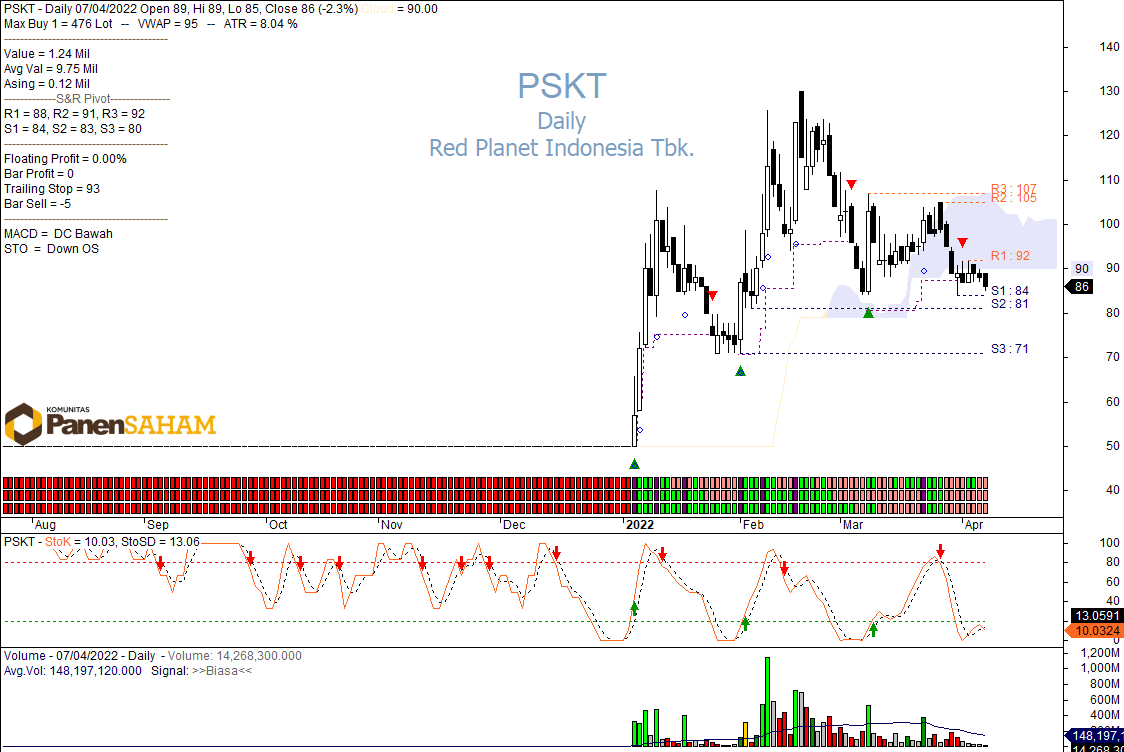 PSKT - Daily 07/04/2022 Open 89, Hi 89, Lo 85, Close 86 (-2.3%) Cloud = 90.00
Max Buy 1 = 476 Lot -- VWAP = 95 -- ATR = 8.04 %
Value = 1.24 Mil
Avg Val = 9.75 Mil
Asing = 0.12 Mil
-------------S&R Pivot---------------
R1 = 88, R2 = 91, R3 = 92
S1 = 84, S2 = 83, S3 = 80
Floating Profit = 0.00%
Bar Profit = 0
Trailing Stop = 93
Bar Sell = -5
MACD = DC Bawah
STO = Down OS
PSKT
Daily
Red Planet Indonesia Tbk.
140
130
120
110
100
90
90
86
80
70
60
50
40
R3 : 107
R2 : 105
R1 : 92
S1 : 84
S2 : 81
S3 : 71
KOMUNITAS
PanenSAHAM
Aug Sep Oct Nov Dec 2022 Feb Mar Apr
PSKT - StoK = 10.03, StoSD = 13.06
100
80
60
40
13.0591
10.0324
0
Volume - 07/04/2022 - Daily - Volume: 14,268,300.000
Avg.Vol: 148,197,120.000 Signal: >>Biasa<<
1,200M
1,000M
800M
600M
400M
148,197,1
14,268,30